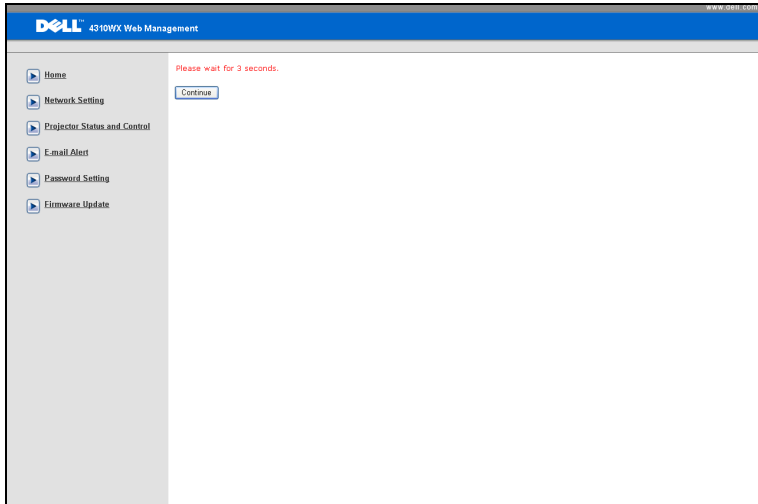 www.dell.com
DELL™ 4310WX Web Management
Home
Network Setting
Projector Status and Control
E-mail Alert
Password Setting
Firmware Update
Please wait for 3 seconds.
Continue